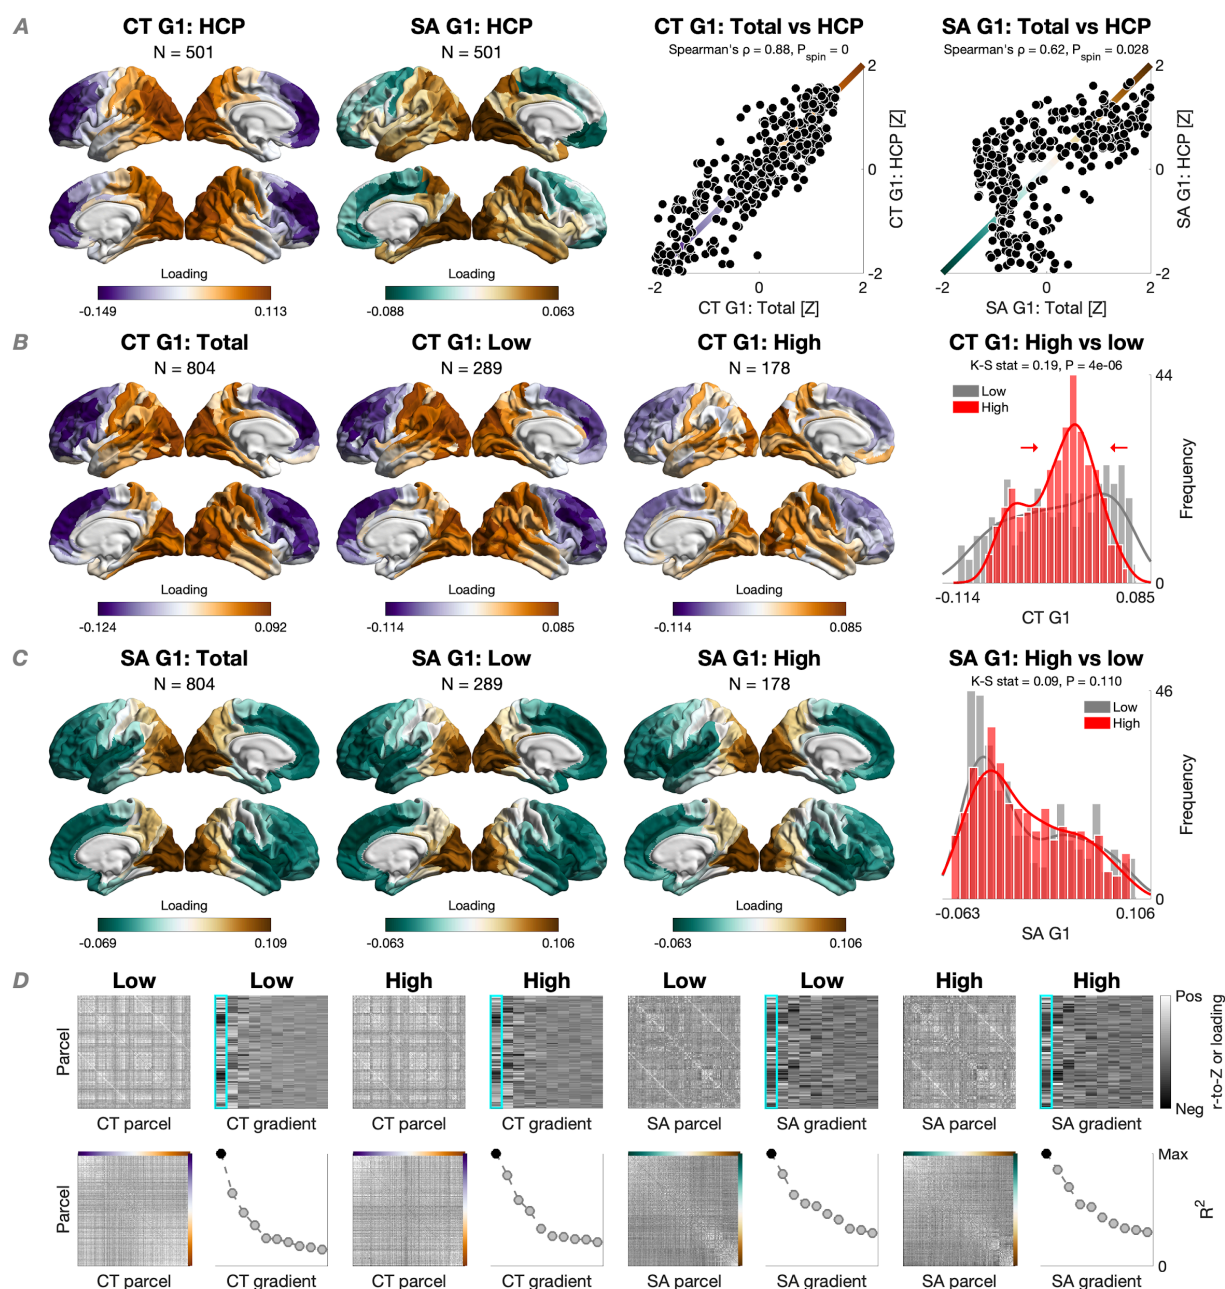 A
CT G1: HCP
N = 501
SA G1: HCP
N = 501
CT G1: Total vs HCP
Spearman's ρ = 0.88, P_spin = 0
SA G1: Total vs HCP
Spearman's ρ = 0.62, P_spin = 0.028
2
0
-2
CT G1: HCP [Z]
-2
0
2
CT G1: Total [Z]
2
0
-2
SA G1: HCP [Z]
-2
0
2
SA G1: Total [Z]
Loading
-0.149
0.113
Loading
-0.088
0.063
B
CT G1: Total
N = 804
CT G1: Low
N = 289
CT G1: High
N = 178
CT G1: High vs low
K-S stat = 0.19, P = 4e-06
Low
High
44
Frequency
0
-0.114
0.085
CT G1
Loading
-0.124
0.092
Loading
-0.114
0.085
Loading
-0.114
0.085
C
SA G1: Total
N = 804
SA G1: Low
N = 289
SA G1: High
N = 178
SA G1: High vs low
K-S stat = 0.09, P = 0.110
Low
High
46
Frequency
0
-0.063
0.106
SA G1
Loading
-0.069
0.109
Loading
-0.063
0.106
Loading
-0.063
0.106
D
Low
Low
High
High
Low
Low
High
High
Parcel
CT parcel
CT gradient
CT parcel
CT gradient
SA parcel
SA gradient
SA parcel
SA gradient
Pos
Neg
r-to-Z or loading
Parcel
CT parcel
CT gradient
CT parcel
CT gradient
SA parcel
SA gradient
SA parcel
SA gradient
Max
R²
0